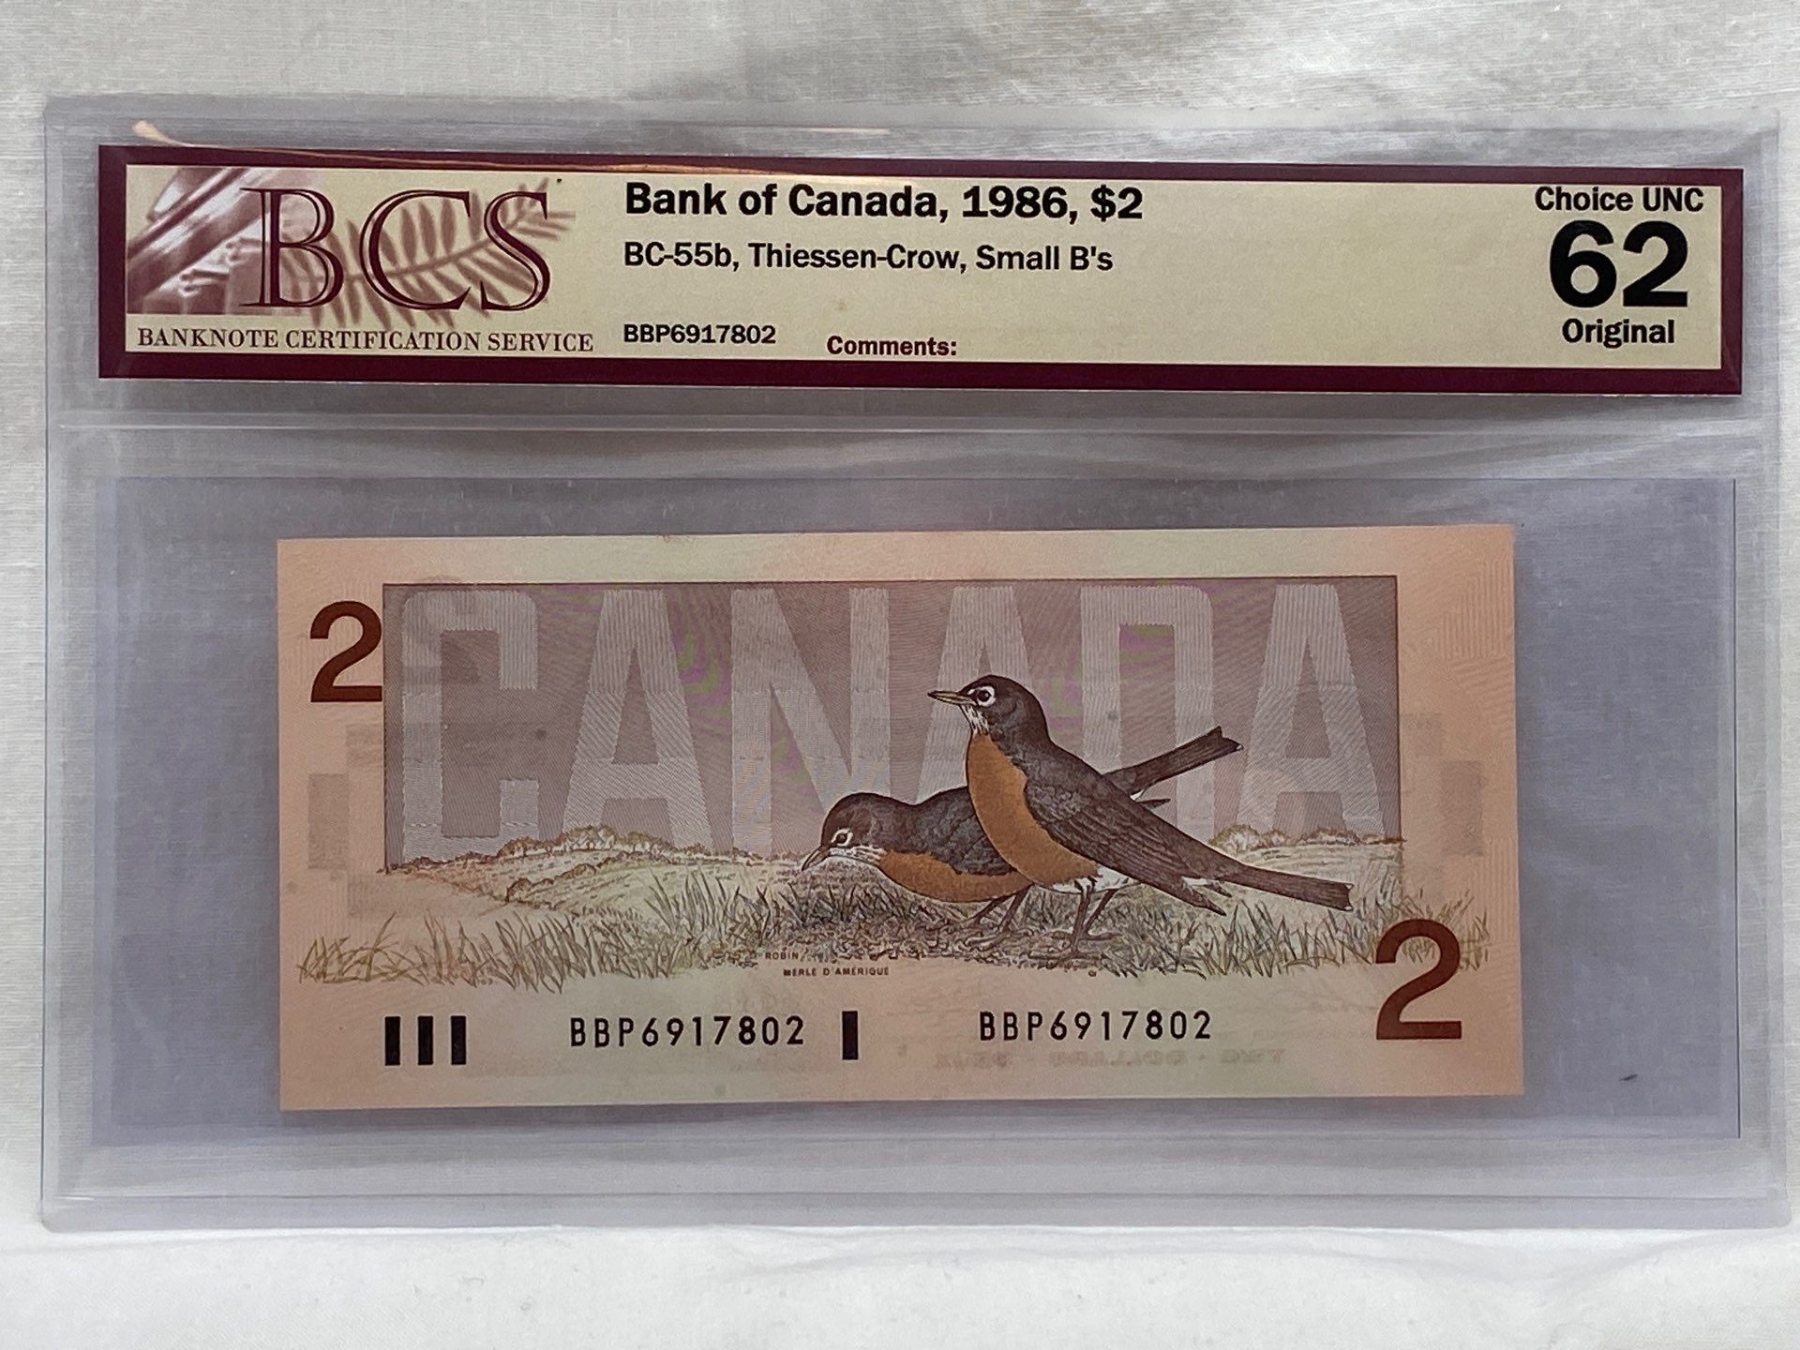 BCS
BANKNOTE CERTIFICATION SERVICE
Bank of Canada, 1986, $2
BC-55b, Thiessen-Crow, Small B's
BBP6917802 Comments:
Choice UNC
62
Original
2
CANADA
ROBIN
MERLE D'AMÉRIQUE
BBP6917802 BBP6917802
2